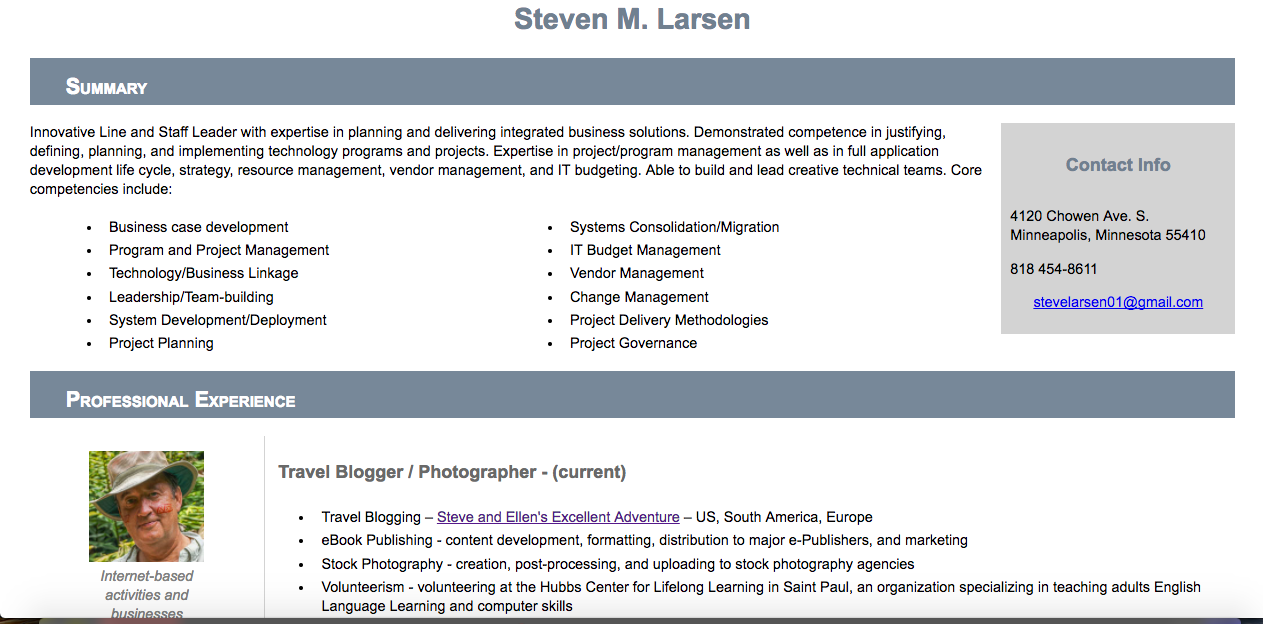 Steven M. Larsen
Summary
Innovative Line and Staff Leader with expertise in planning and delivering integrated business solutions. Demonstrated competence in justifying,
defining, planning, and implementing technology programs and projects. Expertise in project/program management as well as in full application
development life cycle, strategy, resource management, vendor management, and IT budgeting. Able to build and lead creative technical teams. Core
competencies include:
• Business case development
• Program and Project Management
• Technology/Business Linkage
• Leadership/Team-building
• System Development/Deployment
• Project Planning
• Systems Consolidation/Migration
• IT Budget Management
• Vendor Management
• Change Management
• Project Delivery Methodologies
• Project Governance
Contact Info
4120 Chowen Ave. S.
Minneapolis, Minnesota 55410
818 454-8611
stevelarsen01@gmail.com
Professional Experience
Internet-based
activities and
businesses
Travel Blogger / Photographer - (current)
• Travel Blogging – Steve and Ellen's Excellent Adventure – US, South America, Europe
• eBook Publishing - content development, formatting, distribution to major e-Publishers, and marketing
• Stock Photography - creation, post-processing, and uploading to stock photography agencies
• Volunteerism - volunteering at the Hubbs Center for Lifelong Learning in Saint Paul, an organization specializing in teaching adults English
Language Learning and computer skills